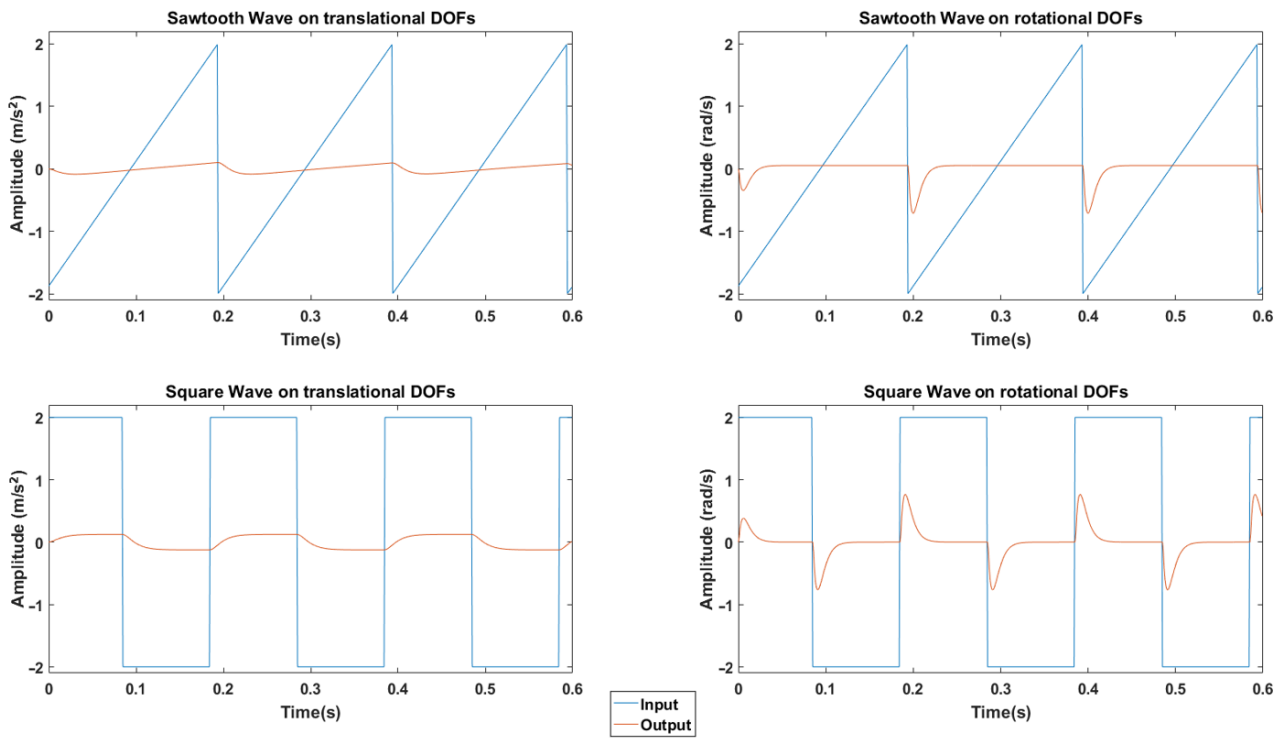 Sawtooth Wave on translational DOFs
Amplitude (m/s²)
2
1
0
−1
−2
0 0.1 0.2 0.3 0.4 0.5 0.6
Time(s)
Sawtooth Wave on rotational DOFs
Amplitude (rad/s)
2
1
0
−1
−2
0 0.1 0.2 0.3 0.4 0.5 0.6
Time(s)
Square Wave on translational DOFs
Amplitude (m/s²)
2
1
0
−1
−2
0 0.1 0.2 0.3 0.4 0.5 0.6
Time(s)
Square Wave on rotational DOFs
Amplitude (rad/s)
2
1
0
−1
−2
0 0.1 0.2 0.3 0.4 0.5 0.6
Time(s)
Input
Output